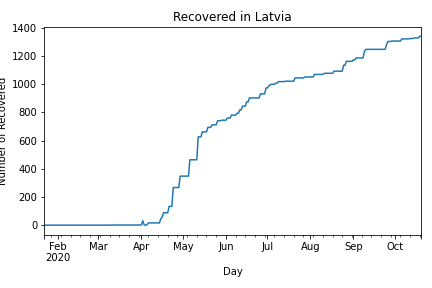 Recovered in Latvia
Number of Recovered
1400
1200
1000
800
600
400
200
0
Feb Mar Apr May Jun Jul Aug Sep Oct
2020
Day